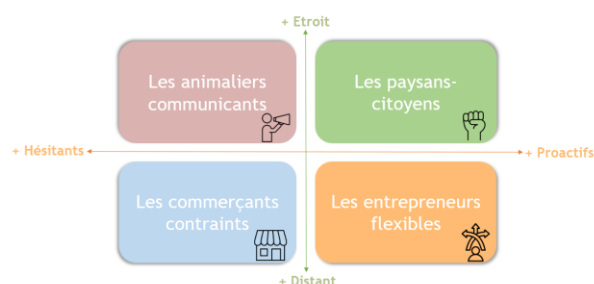 + Etroit
Les animaliers
communicants
Les paysans-
citoyens
+ Hésitants
+ Proactifs
Les commerçants
contraints
Les entrepreneurs
flexibles
+ Distant